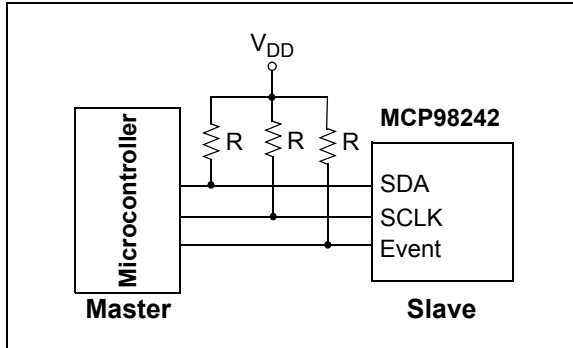 VDD
MCP98242
Microcontroller
R R R
SDA
SCLK
Event
Master Slave